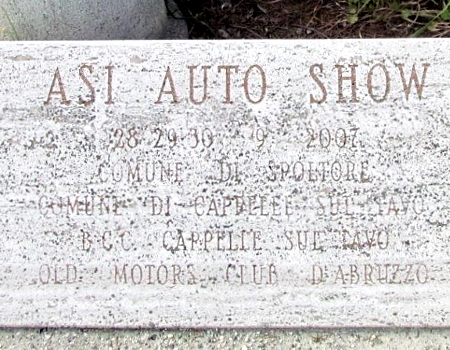 ASI AUTO SHOW
28 29 30 9 2007
COMUNE DI SPOLTORE
COMUNE DI CAPPELLE SUL TAVO
B.C.C. CAPPELLE SUL TAVO
OLD MOTORS CLUB D'ABRUZZO